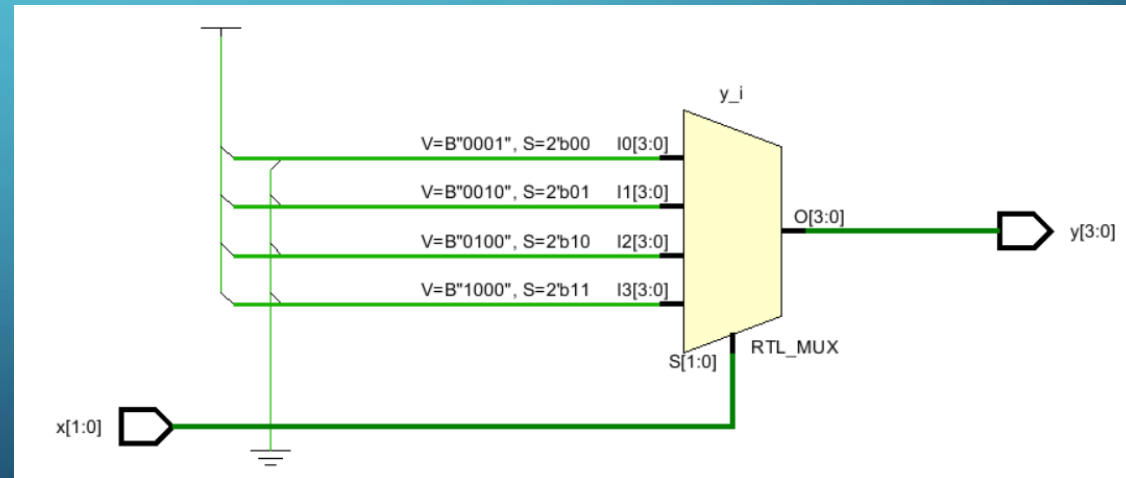 y_i
V=B"0001", S=2'b00 I0[3:0]
V=B"0010", S=2'b01 I1[3:0]
O[3:0]
y[3:0]
V=B"0100", S=2'b10 I2[3:0]
V=B"1000", S=2'b11 I3[3:0]
RTL_MUX
S[1:0]
x[1:0]